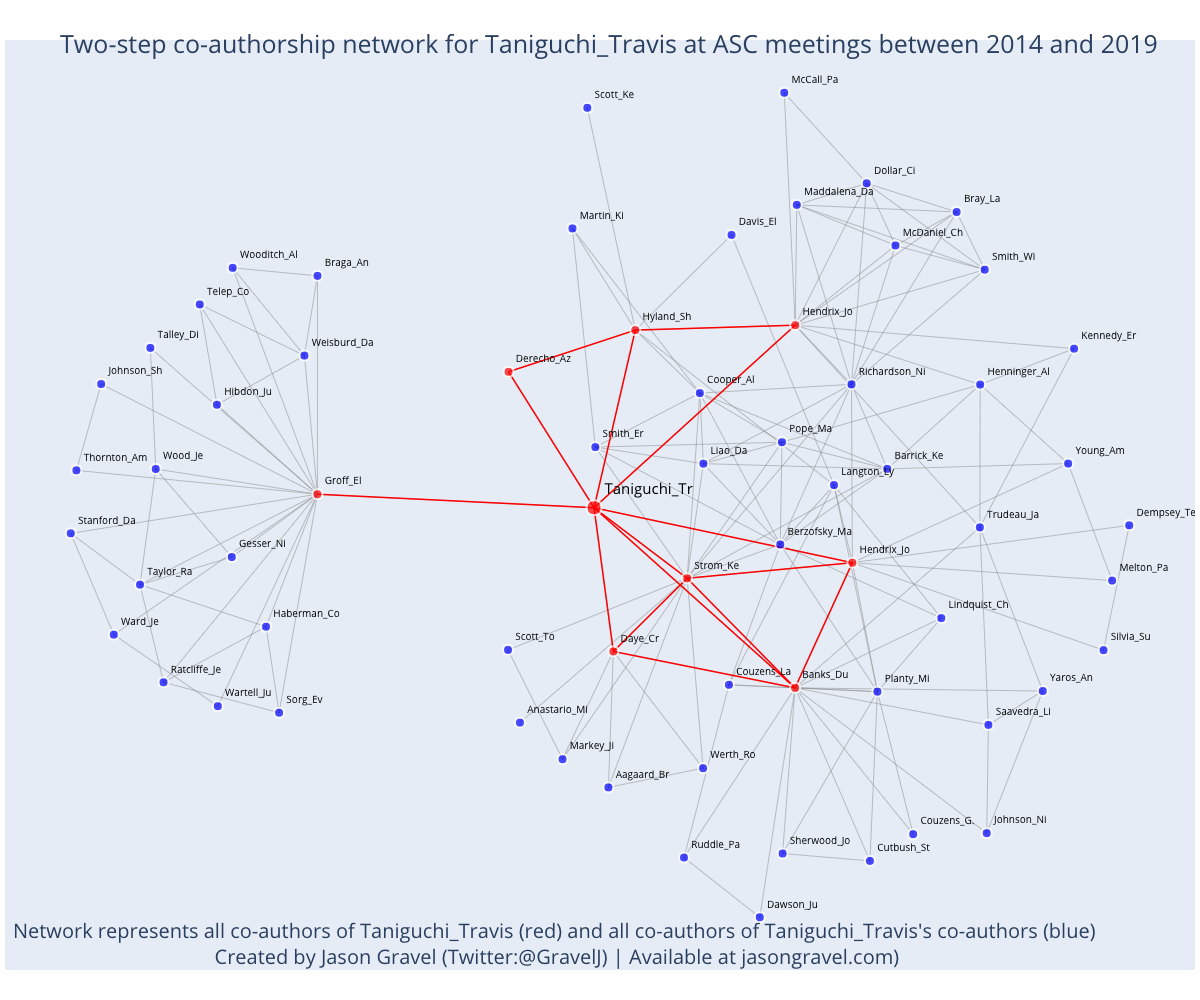 Two-step co-authorship network for Taniguchi_Travis at ASC meetings between 2014 and 2019
McCall_Pa
Scott_Ke
Dollar_Ci
Maddalena_Da
Bray_La
Martin_Ki
Davis_El
McDaniel_Ch
Smith_Wi
Wooditch_Al
Braga_An
Telep_Co
Hyland_Sh
Hendrix_Jo
Talley_Di
Weisburd_Da
Kennedy_Er
Derecho_Az
Johnson_Sh
Richardson_Ni
Henninger_Al
Cooper_Al
Hibdon_Ju
Pope_Ma
Smith_Er
Liao_Da
Barrick_Ke
Young_Am
Thornton_Am
Wood_Je
Langton_Ly
Groff_El
Taniguchi_Tr
Trudeau_Ja
Dempsey_Te
Stanford_Da
Berzofsky_Ma
Gesser_Ni
Hendrix_Jo
Strom_Ke
Taylor_Ra
Melton_Pa
Lindquist_Ch
Haberman_Co
Ward_Je
Scott_To
Daye_Cr
Silvia_Su
Ratcliffe_Je
Couzens_La
Banks_Du
Planty_Mi
Yaros_An
Wartell_Ju
Sorg_Ev
Anastario_Mi
Saavedra_Li
Markey_Ji
Werth_Ro
Aagaard_Br
Couzens_G.
Johnson_Ni
Ruddle_Pa
Sherwood_Jo
Cutbush_St
Dawson_Ju
Network represents all co-authors of Taniguchi_Travis (red) and all co-authors of Taniguchi_Travis's co-authors (blue)
Created by Jason Gravel (Twitter:@GravelJ) | Available at jasongravel.com)